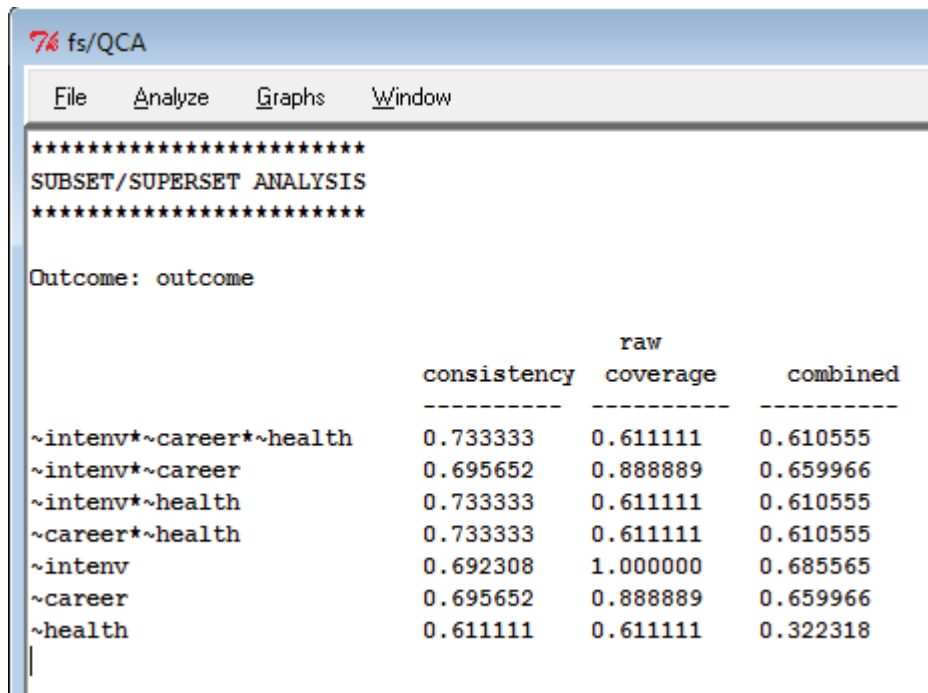 7% fs/QCA
File Analyze Graphs Window
************************
SUBSET/SUPERSET ANALYSIS
************************
Outcome: outcome
raw
consistency coverage combined
---------- ---------- ----------
~intenv*~career*~health 0.733333 0.611111 0.610555
~intenv*~career 0.695652 0.888889 0.659966
~intenv*~health 0.733333 0.611111 0.610555
~career*~health 0.733333 0.611111 0.610555
~intenv 0.692308 1.000000 0.685565
~career 0.695652 0.888889 0.659966
~health 0.611111 0.611111 0.322318